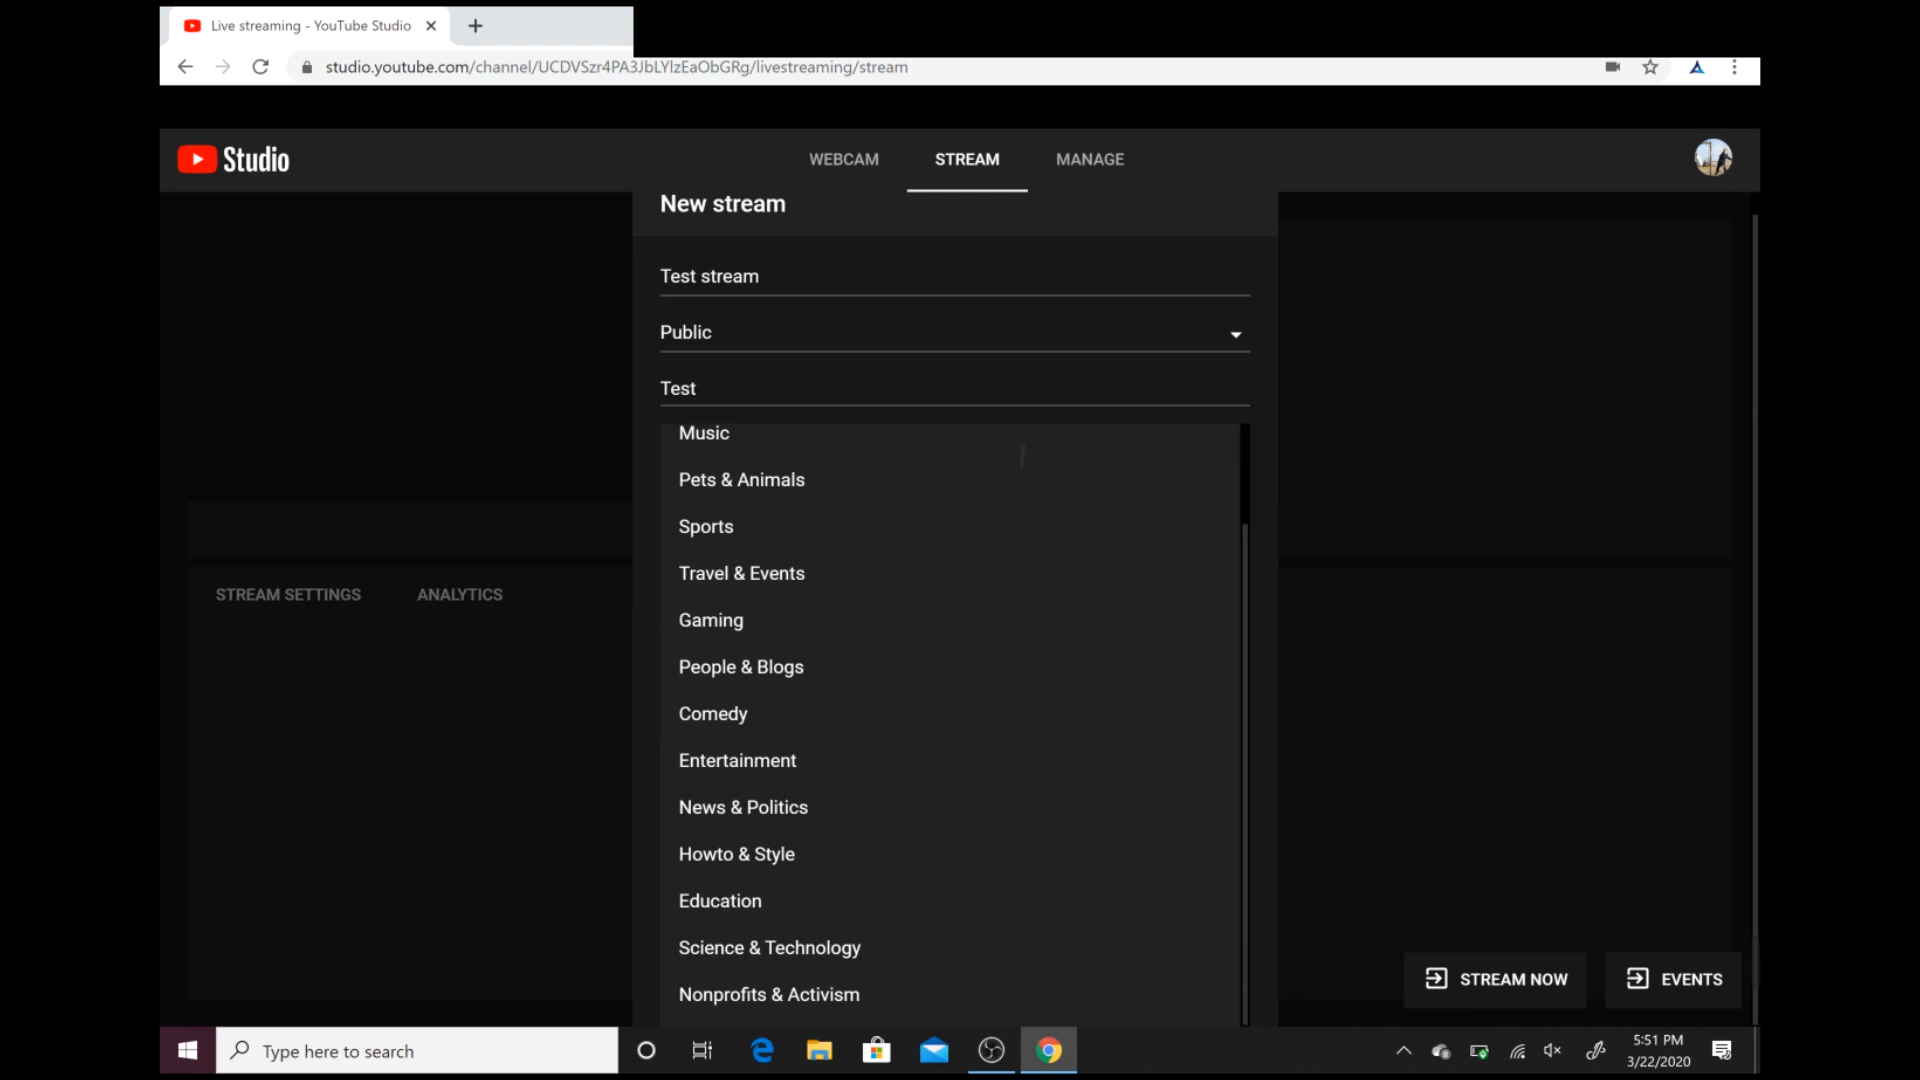 Live streaming - YouTube Studio
studio.youtube.com/channel/UCDVSzr4PA3JbLYlzEaObGRg/livestreaming/stream
Studio
WEBCAM
STREAM
MANAGE
New stream
Test stream
Public
Test
Music
Pets & Animals
Sports
Travel & Events
Gaming
People & Blogs
Comedy
Entertainment
News & Politics
Howto & Style
Education
Science & Technology
Nonprofits & Activism
STREAM SETTINGS
ANALYTICS
STREAM NOW
EVENTS
Type here to search
5:51 PM
3/22/2020